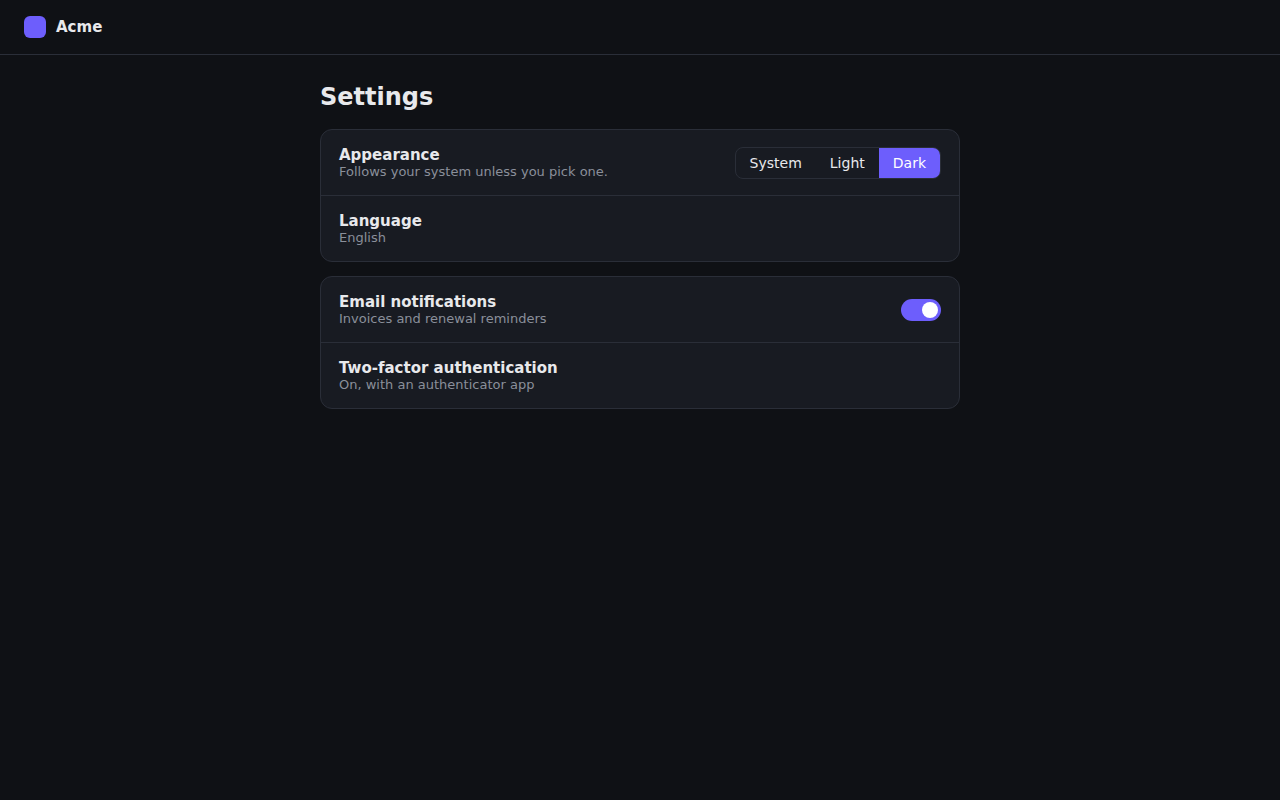 Acme
Settings
Appearance
Follows your system unless you pick one.
System Light Dark
Language
English
Email notifications
Invoices and renewal reminders
Two-factor authentication
On, with an authenticator app